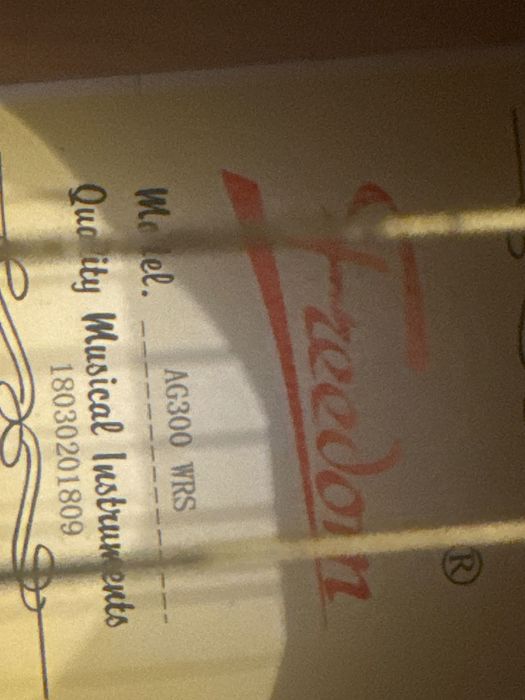 Freedom®
Model. AG300 WRS
Quality Musical Instruments
18030201809